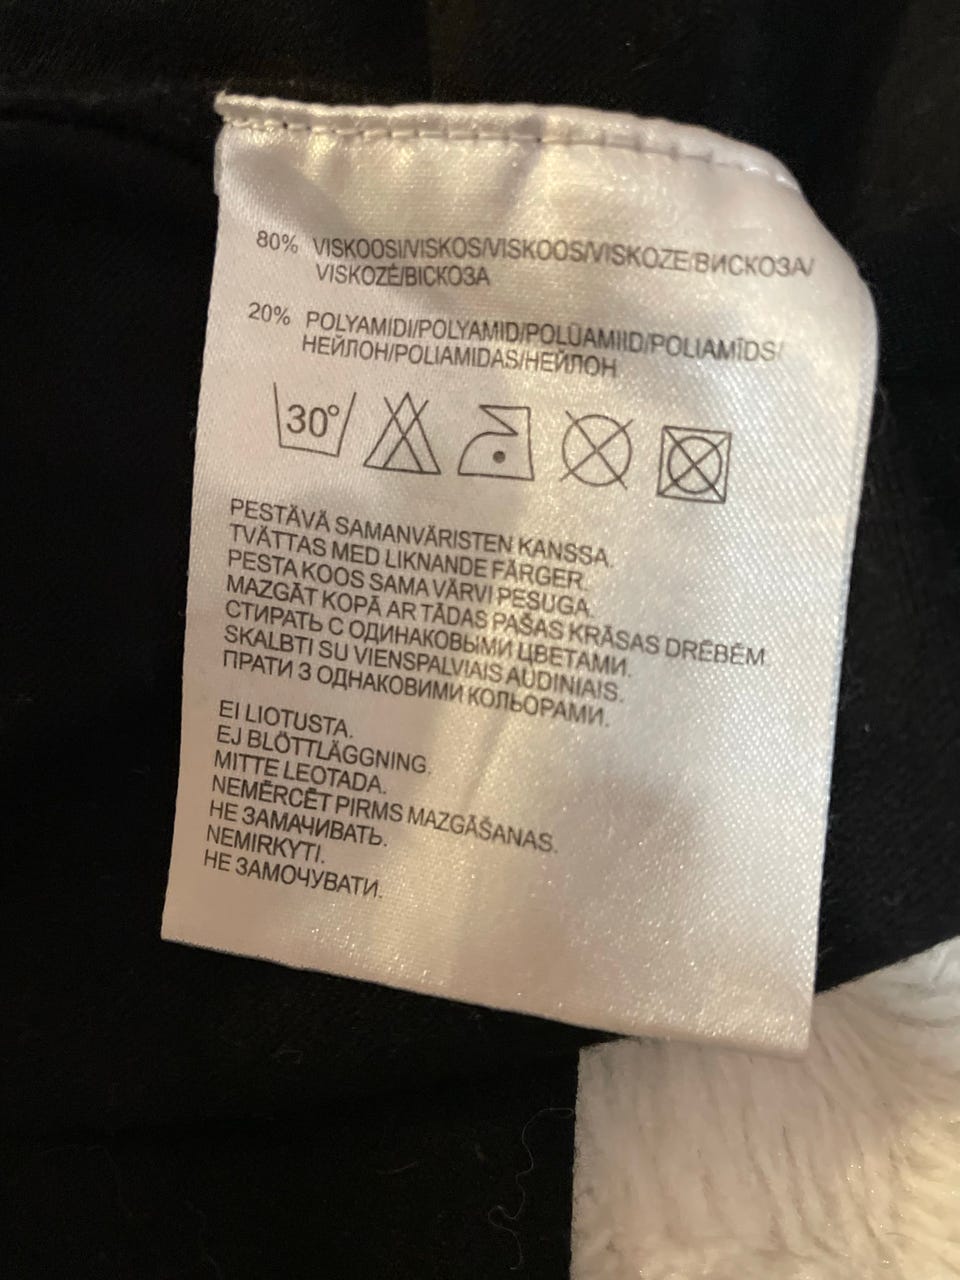 80% VISKOOSI/VISKOS/VISKOOS/VISKOZE/ВИСКОЗА/
VISKOZĖ/ВІСКОЗА
20% POLYAMIDI/POLYAMID/POLÜAMIID/POLIAMĪDS/
НЕЙЛОН/POLIAMIDAS/НЕЙЛОН
30°
PESTÄVÄ SAMANVÄRISTEN KANSSA.
TVÄTTAS MED LIKNANDE FÄRGER.
PESTA KOOS SAMA VÄRVI PESUGA.
MAZGĀT KOPĀ AR TĀDAS PAŠAS KRĀSAS DRĒBĒM.
СТИРАТЬ С ОДИНАКОВЫМИ ЦВЕТАМИ.
SKALBTI SU VIENSPALVIAIS AUDINIAIS.
ПРАТИ З ОДНАКОВИМИ КОЛЬОРАМИ.
EI LIOTUSTA.
EJ BLÖTTLÄGGNING.
MITTE LEOTADA.
NEMĒRCĒT PIRMS MAZGĀŠANAS.
НЕ ЗАМАЧИВАТЬ.
NEMIRKYTI.
НЕ ЗАМОЧУВАТИ.